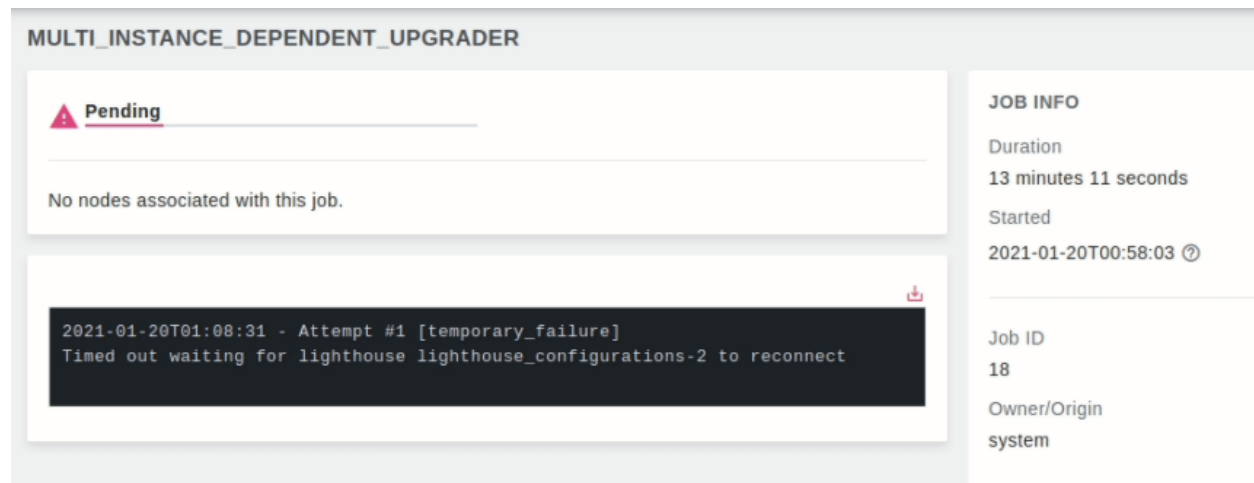 MULTI_INSTANCE_DEPENDENT_UPGRADER
Pending
No nodes associated with this job.
2021-01-20T01:08:31 - Attempt #1 [temporary_failure]
Timed out waiting for lighthouse lighthouse_configurations-2 to reconnect
JOB INFO
Duration
13 minutes 11 seconds
Started
2021-01-20T00:58:03
Job ID
18
Owner/Origin
system